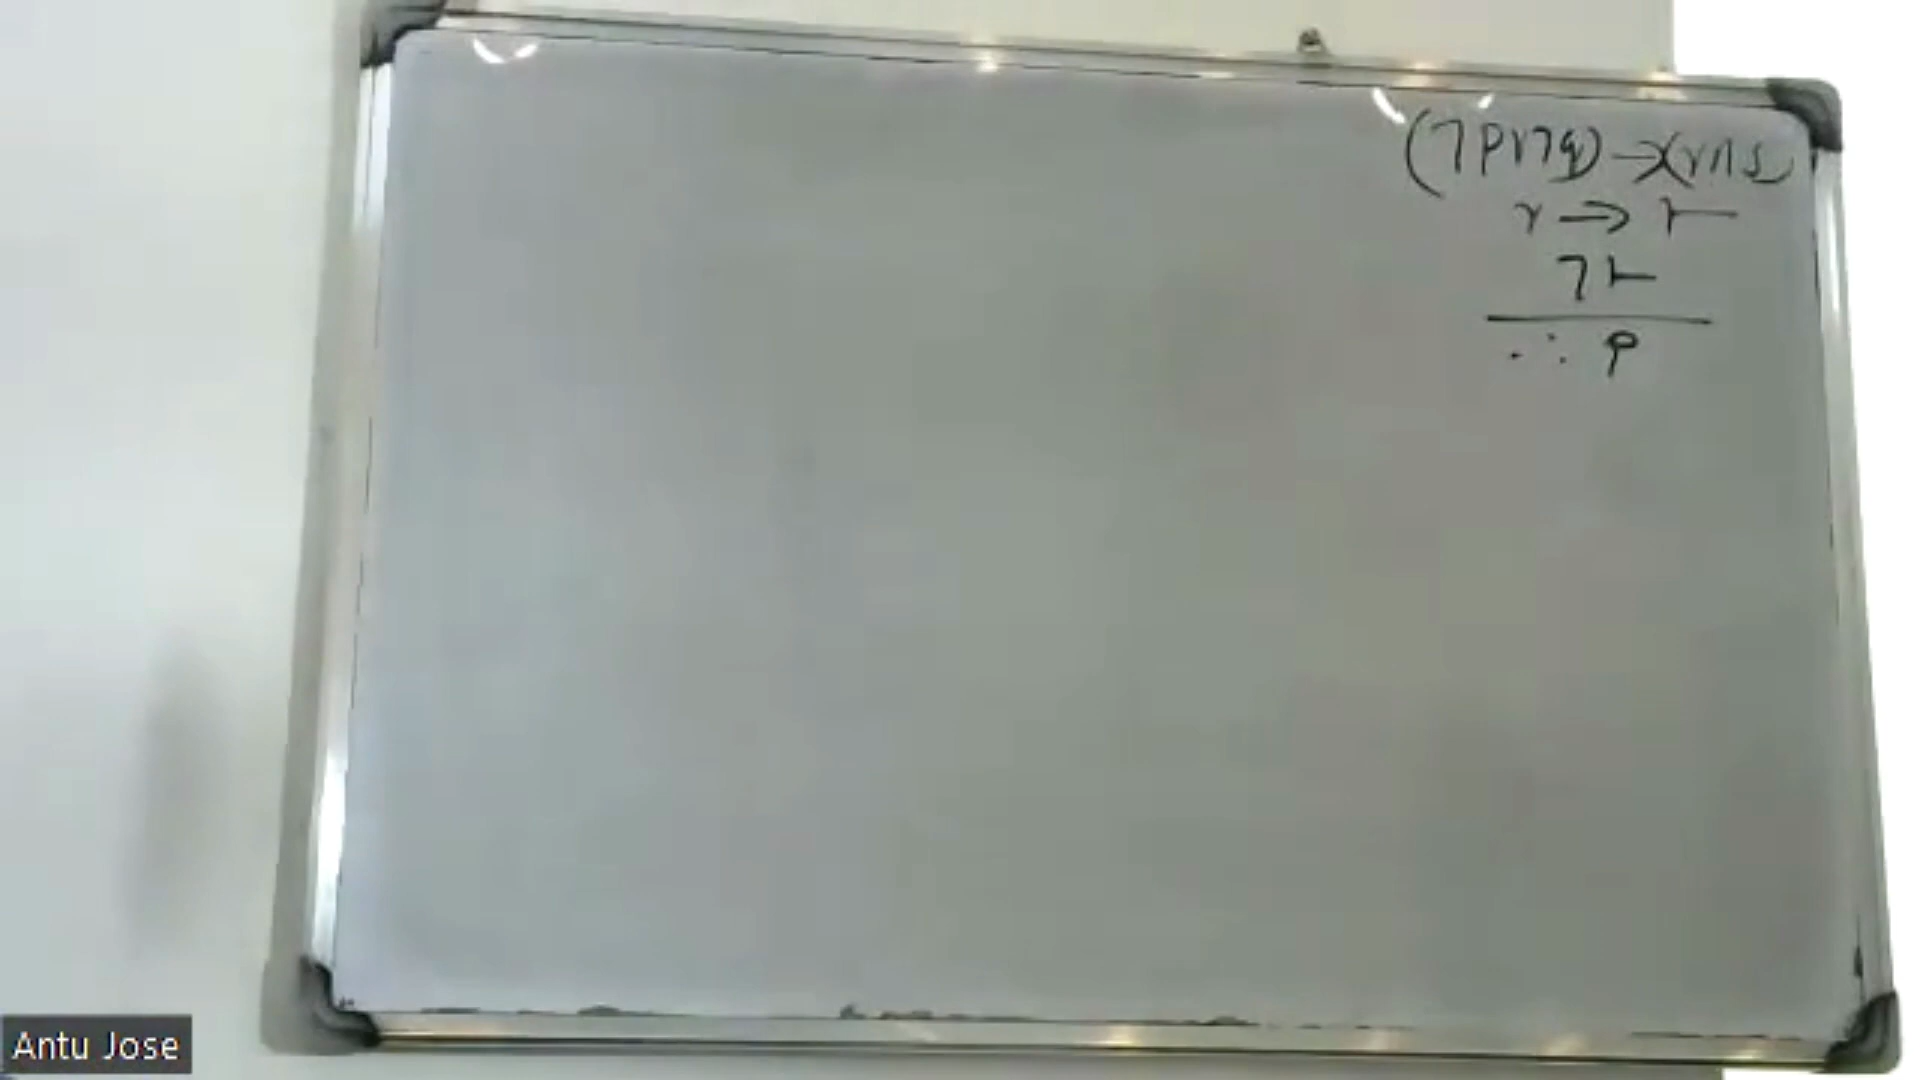 (¬p∨¬q)→(r∧s)
r → t
¬t
∴ p
Antu Jose